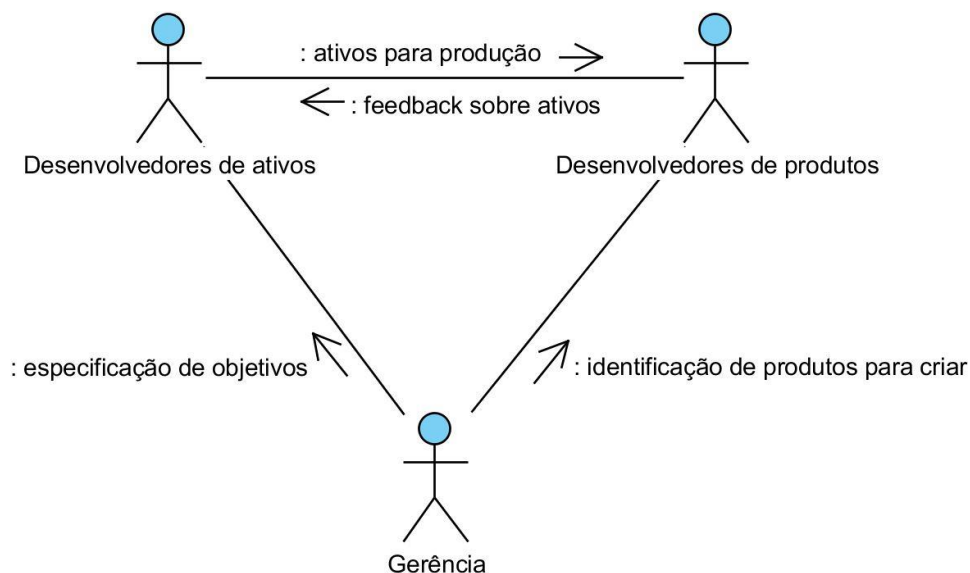 : ativos para produção
: feedback sobre ativos
Desenvolvedores de ativos
Desenvolvedores de produtos
: especificação de objetivos
: identificação de produtos para criar
Gerência